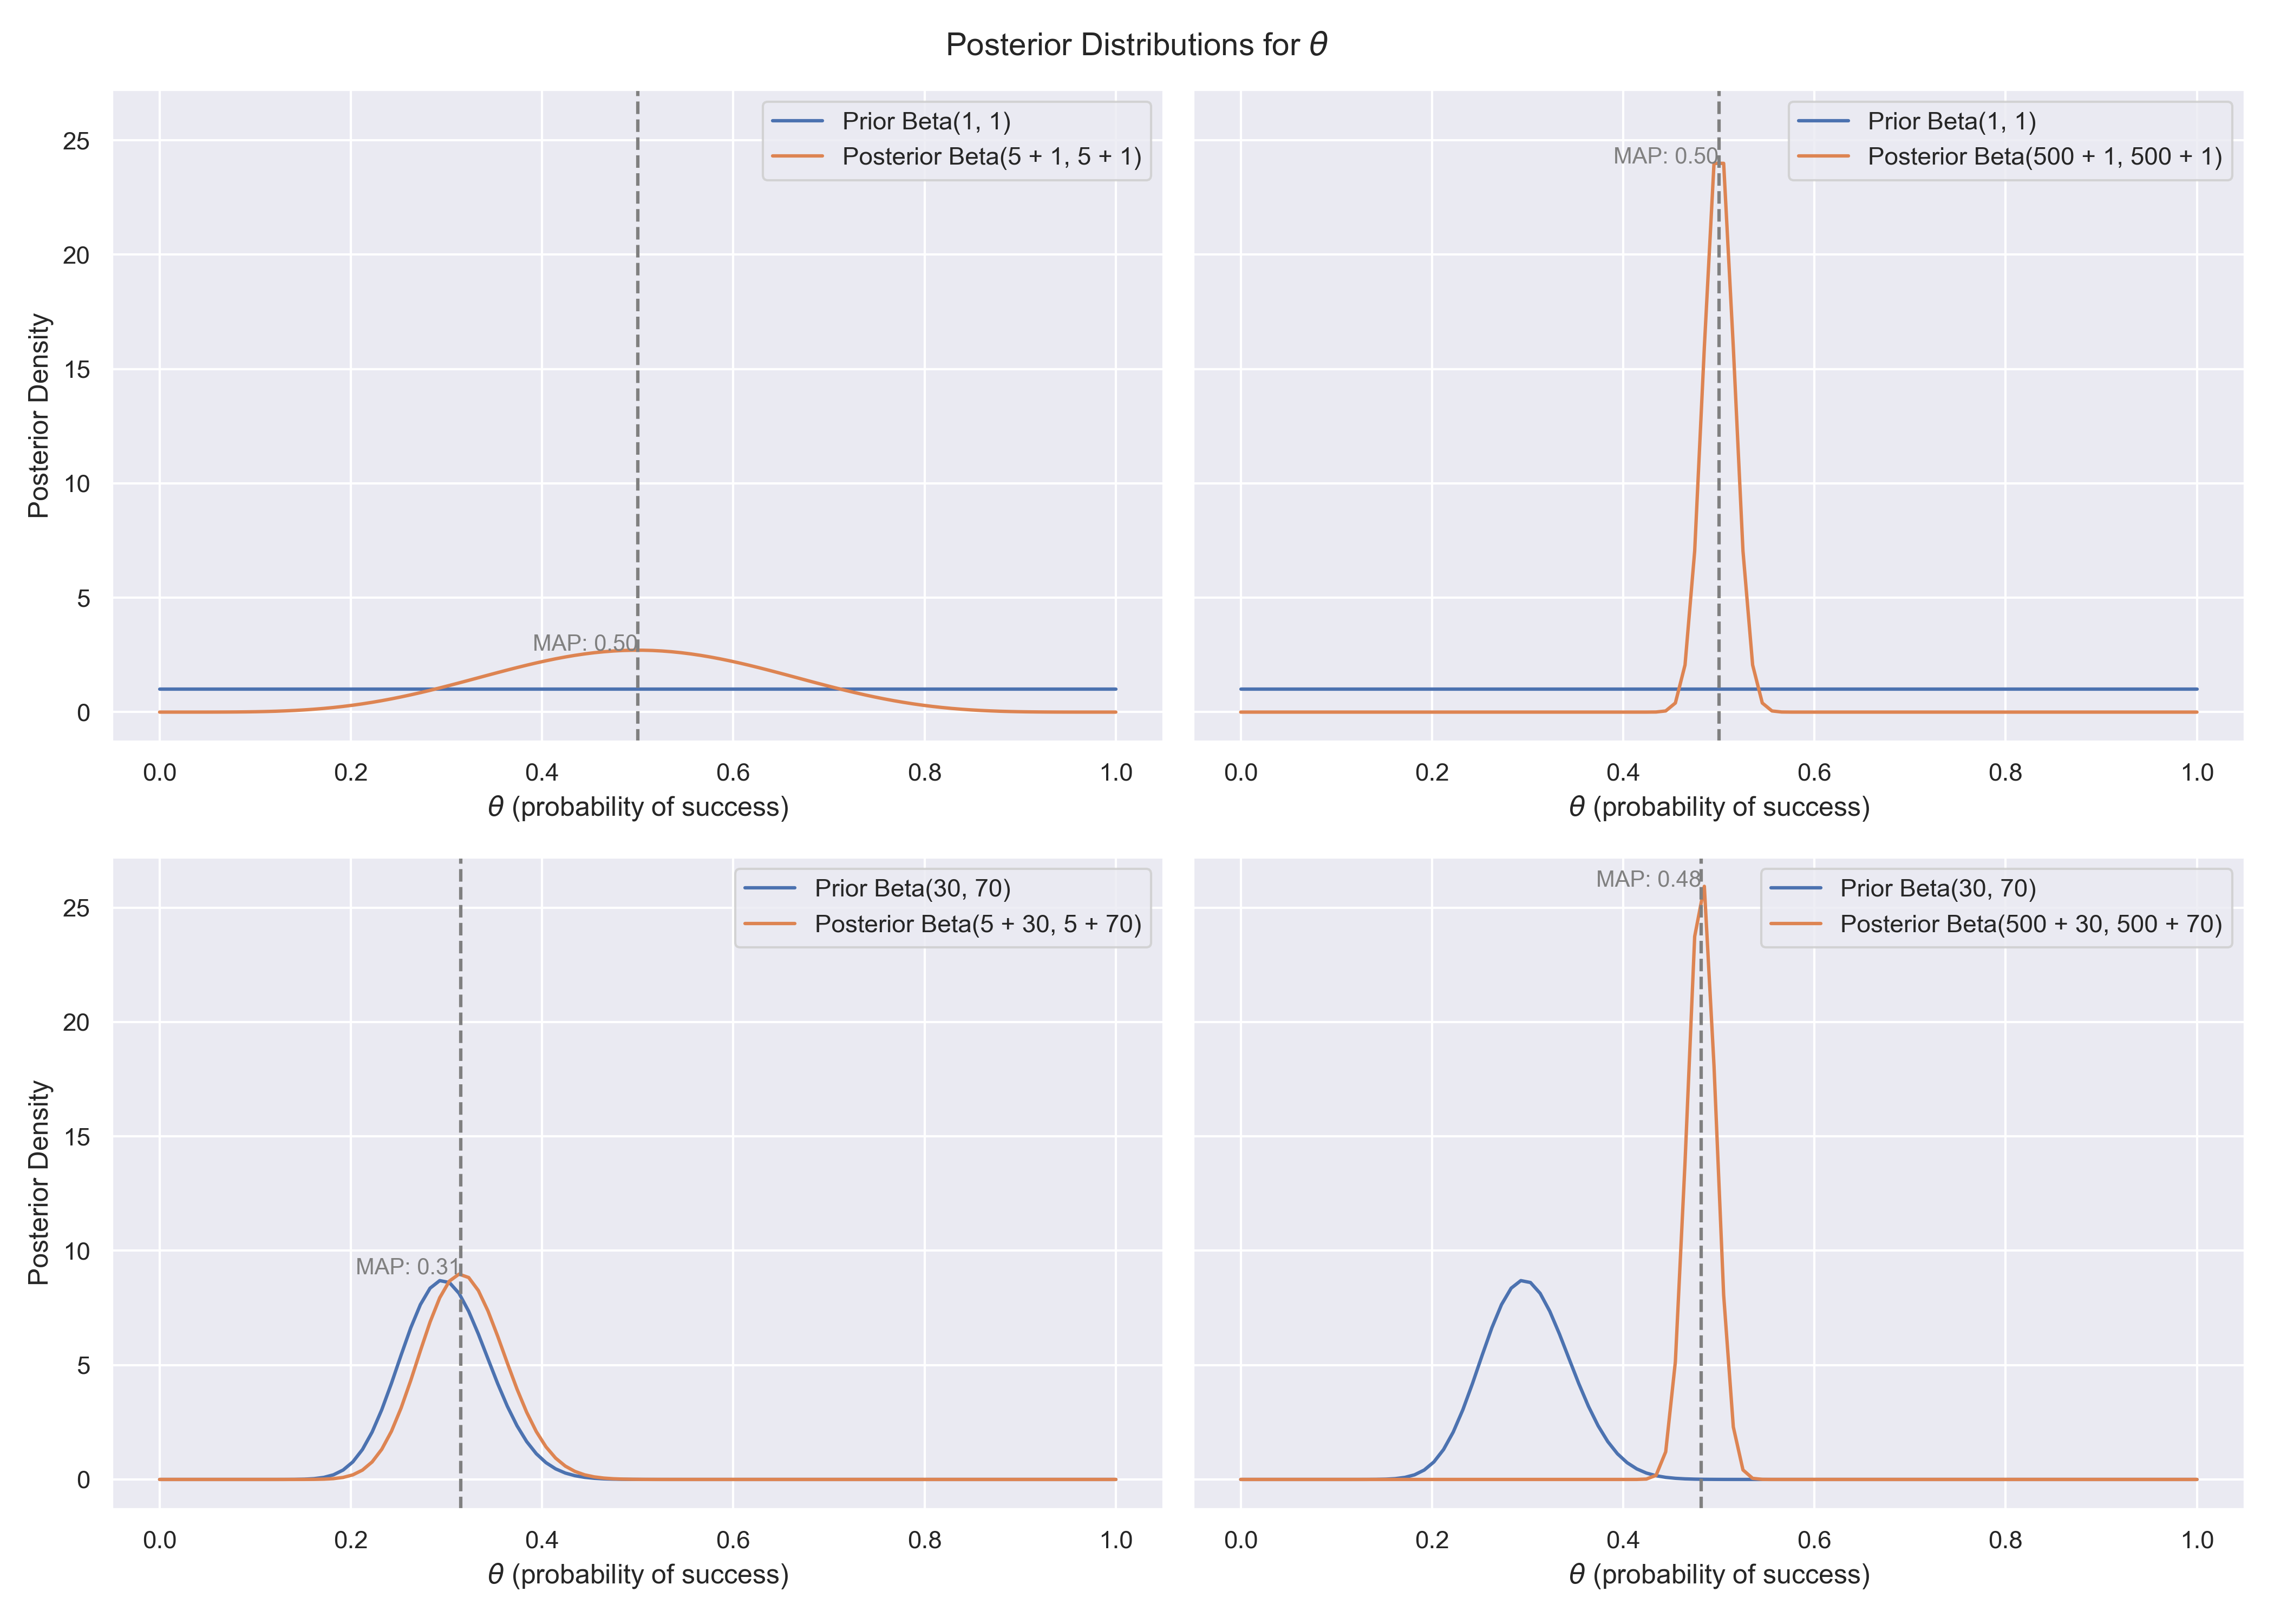 Posterior Distributions for θ
Prior Beta(1, 1)
Posterior Beta(5 + 1, 5 + 1)
MAP: 0.50
Posterior Density
25
20
15
10
5
0
0.0 0.2 0.4 0.6 0.8 1.0
θ (probability of success)
Prior Beta(1, 1)
Posterior Beta(500 + 1, 500 + 1)
MAP: 0.50
0.0 0.2 0.4 0.6 0.8 1.0
θ (probability of success)
Prior Beta(30, 70)
Posterior Beta(5 + 30, 5 + 70)
MAP: 0.31
Posterior Density
25
20
15
10
5
0
0.0 0.2 0.4 0.6 0.8 1.0
θ (probability of success)
MAP: 0.48
Prior Beta(30, 70)
Posterior Beta(500 + 30, 500 + 70)
0.0 0.2 0.4 0.6 0.8 1.0
θ (probability of success)